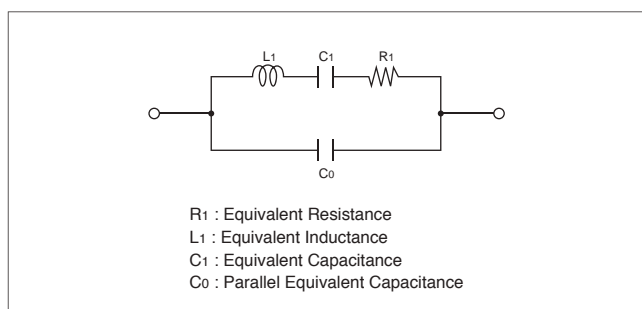 L1 C1 R1
C0
R1 : Equivalent Resistance
L1 : Equivalent Inductance
C1 : Equivalent Capacitance
C0 : Parallel Equivalent Capacitance